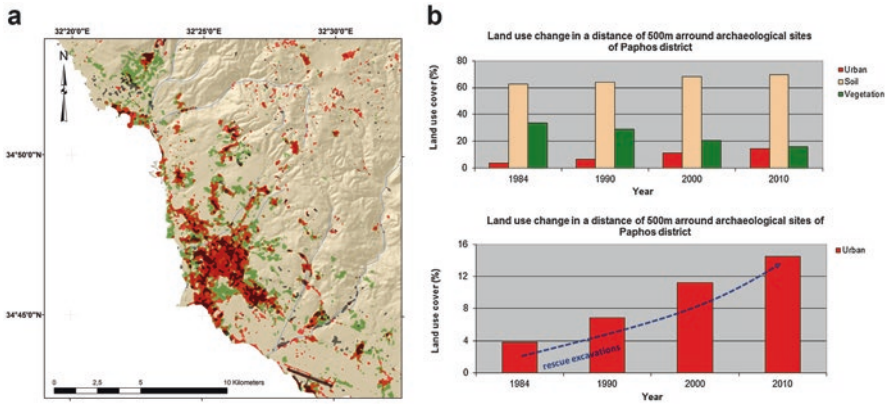 a
32°20'E 32°25'E 32°30'E
N
34°50'0"N
34°45'0"N
0 2,5 5 10 Kilometers
b
Land use change in a distance of 500m arround archaeological sites
of Paphos district
Land use cover (%)
80
60
40
20
0
1984 1990 2000 2010
Year
Urban
Soil
Vegetation
Land use change in a distance of 500m arround archaeological sites of
Paphos district
Land use cover (%)
16
12
8
4
0
rescue excavations
1984 1990 2000 2010
Year
Urban